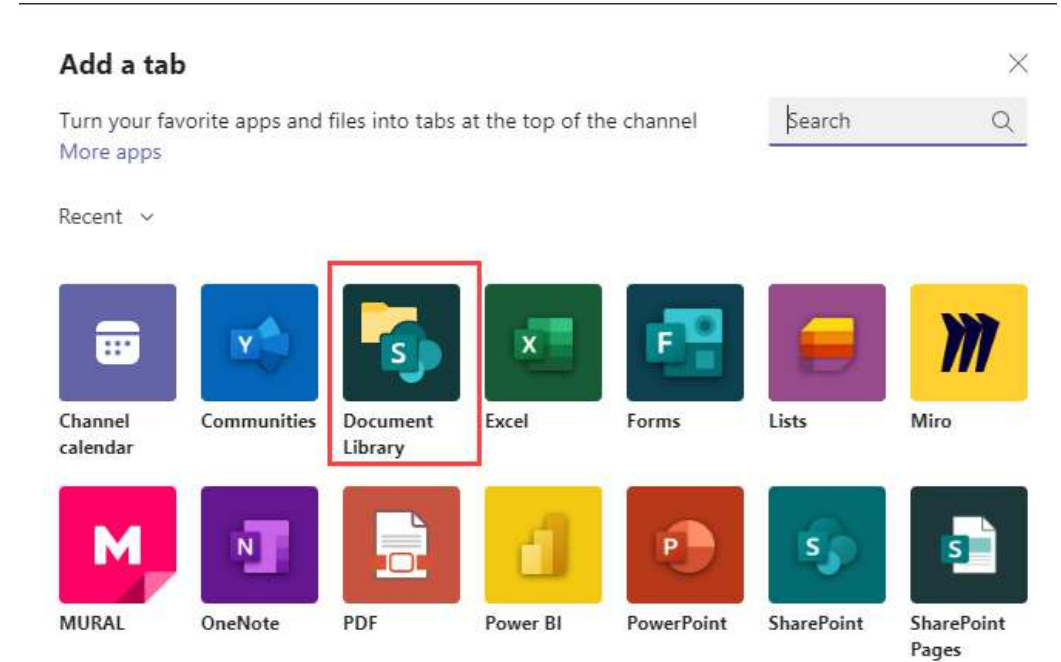 Add a tab
Turn your favorite apps and files into tabs at the top of the channel
More apps
Search
Recent
Y
S
X
F
Channel calendar
Communities
Document Library
Excel
Forms
Lists
Miro
M
N
P
S
S
MURAL
OneNote
PDF
Power BI
PowerPoint
SharePoint
SharePoint Pages